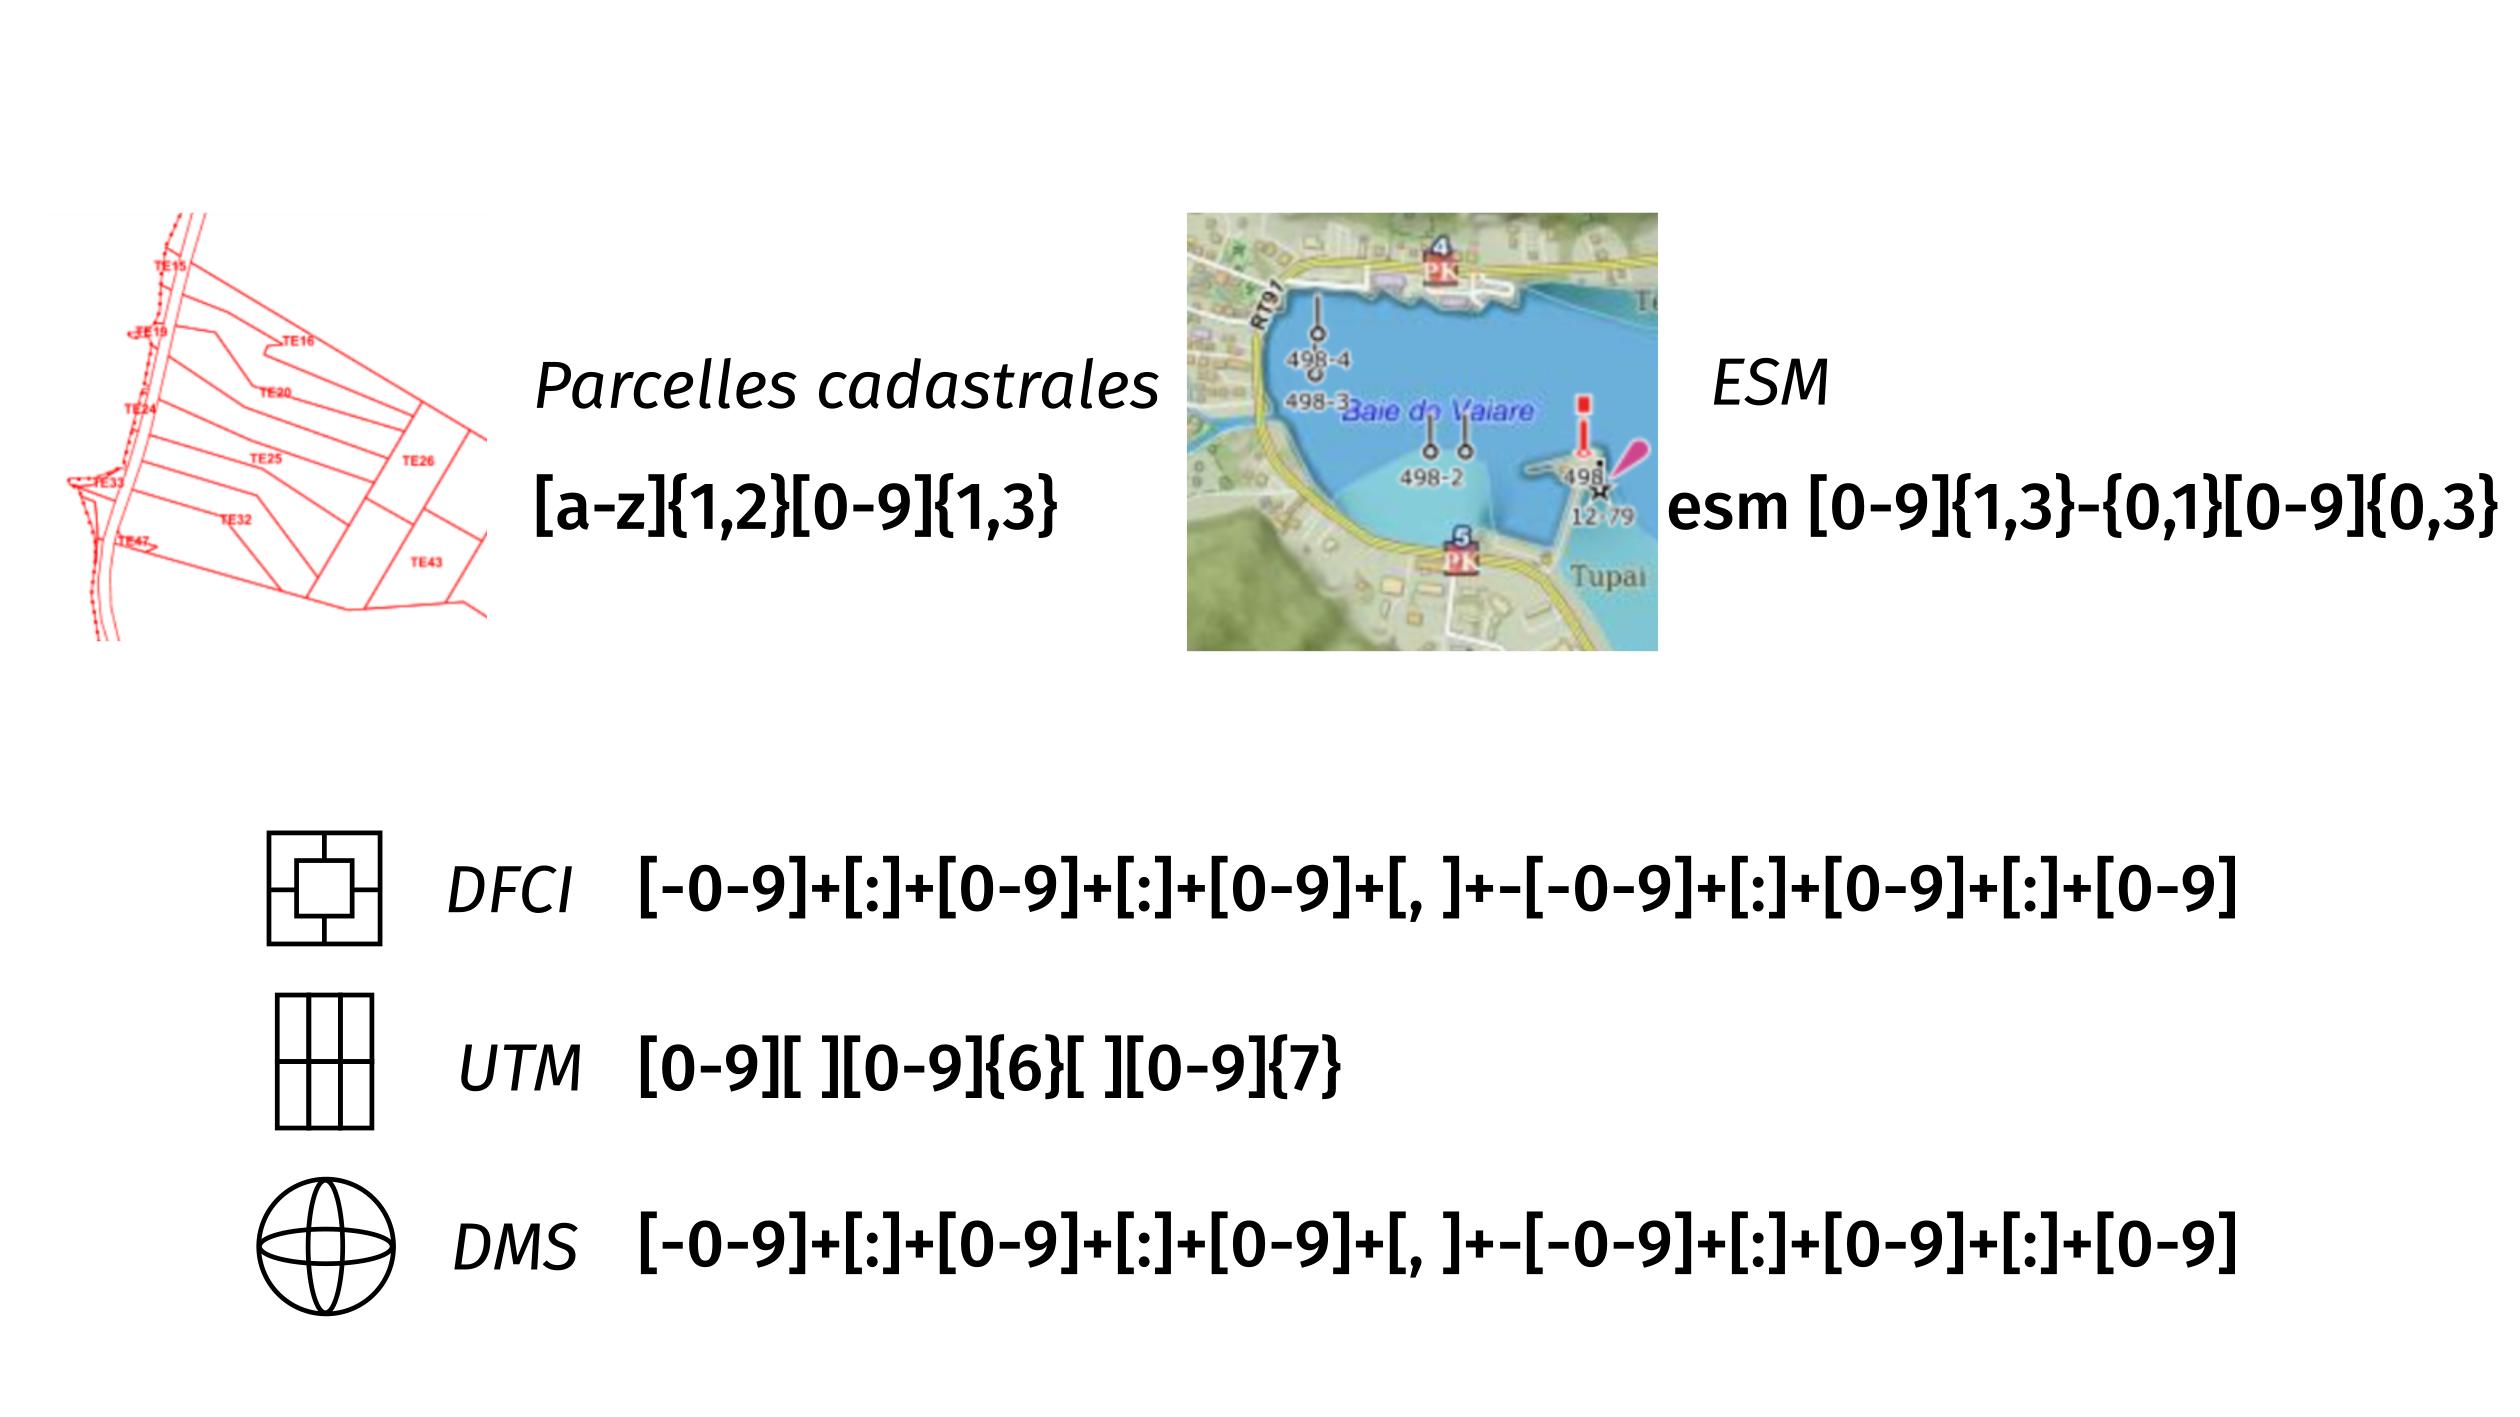 TE15
TE19
TE16
TE20
TE24
TE25
TE26
TE33
TE32
TE47
TE43
Parcelles cadastrales
[a-z]{1,2}[0-9]{1,3}
4
PK
RT91
498-4
498-3
Baie de Vaiare
498-2
498
12-79
5
PK
Tupai
ESM
esm [0-9]{1,3}-{0,1}[0-9]{0,3}
DFCI [-0-9]+[:]+[0-9]+[:]+[0-9]+[, ]+-[-0-9]+[:]+[0-9]+[:]+[0-9]
UTM [0-9][ ][0-9]{6}[ ][0-9]{7}
DMS [-0-9]+[:]+[0-9]+[:]+[0-9]+[, ]+-[-0-9]+[:]+[0-9]+[:]+[0-9]